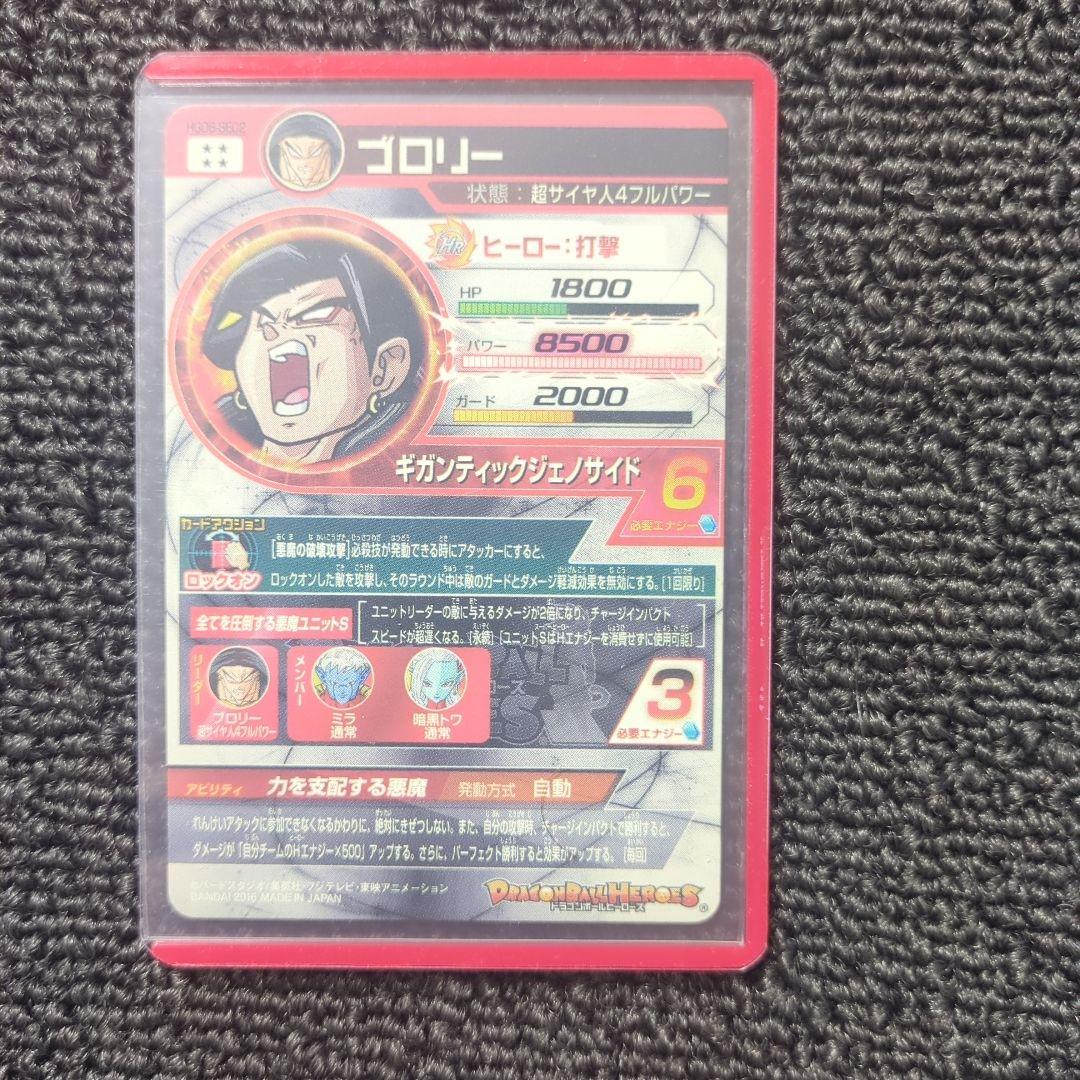 HGD6-SEC2
ブロリー
状態：超サイヤ人4フルパワー
HR ヒーロー：打撃
HP 1800
パワー 8500
ガード 2000
ギガンティックジェノサイド
6
必要エナジー
カードアクション
ロックオン
[悪魔の破壊攻撃]必殺技が発動できる時にアタッカーにすると、
ロックオンした敵を攻撃し、そのラウンド中は敵のガードとダメージ軽減効果を無効にする。[1回限り]
全てを圧倒する悪魔ユニットS
ユニットリーダーの敵に与えるダメージが2倍になり、チャージインパクト
スピードが超遅くなる。[永続] [ユニットSはHエナジーを消費せずに使用可能]
リーダー
ブロリー
超サイヤ人4フルパワー
メンバー
ミラ
通常
暗黒トワ
通常
3
必要エナジー
アビリティ 力を支配する悪魔 発動方式 自動
れんけいアタックに参加できなくなるかわりに、絶対にきぜつしない。また、自分の攻撃時、チャージインパクトで勝利すると、
ダメージが「自分チームのHエナジー×500」アップする。さらに、パーフェクト勝利すると効果がアップする。 [毎回]
©バードスタジオ/集英社・フジテレビ・東映アニメーション
BANDAI 2016 MADE IN JAPAN
DRAGONBALL HEROES
ドラゴンボールヒーローズ